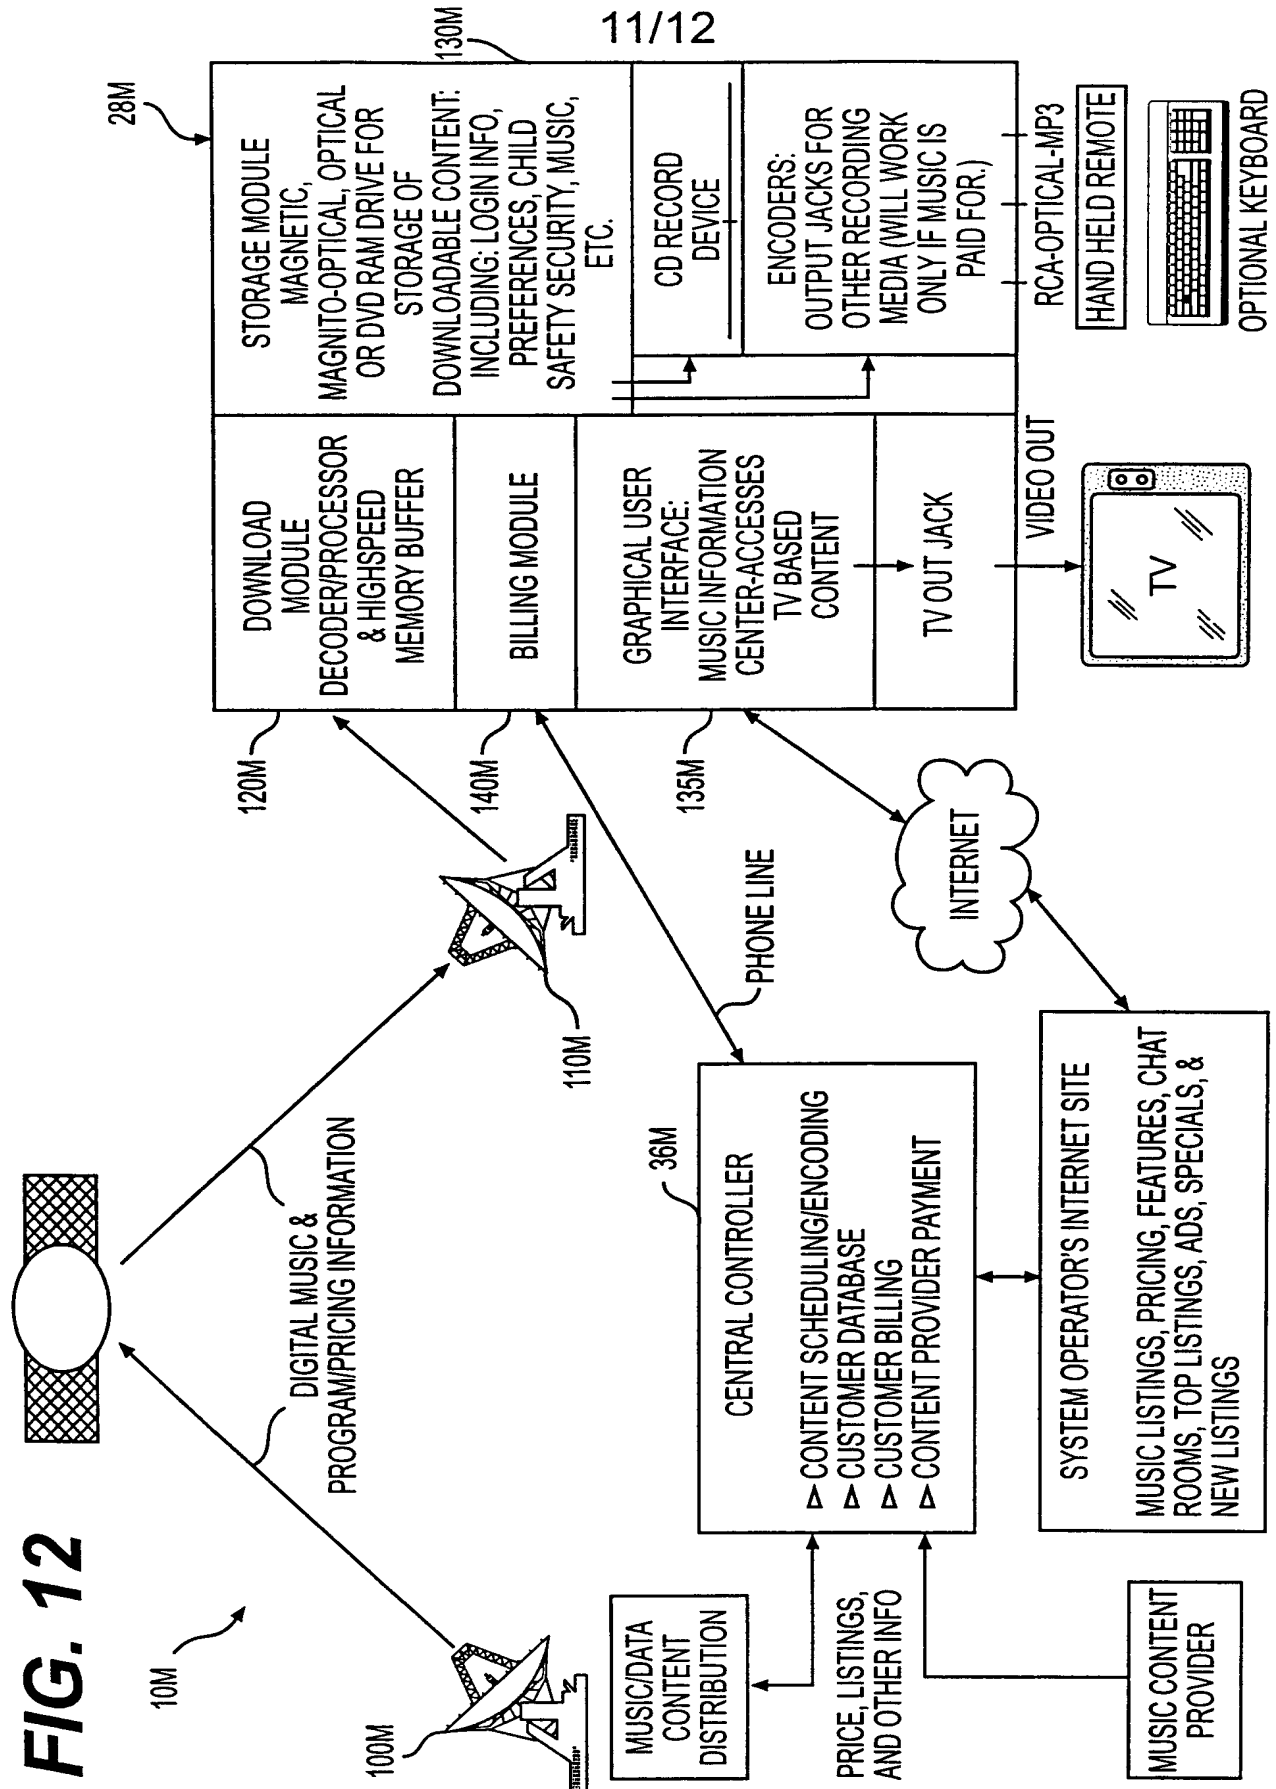 11/12
FIG. 12
10M
100M
DIGITAL MUSIC &
PROGRAM/PRICING INFORMATION
110M
28M
120M
DOWNLOAD
MODULE
DECODER/PROCESSOR
& HIGHSPEED
MEMORY BUFFER
140M
BILLING MODULE
135M
GRAPHICAL USER
INTERFACE:
MUSIC INFORMATION
CENTER-ACCESSES
TV BASED
CONTENT
TV OUT JACK
VIDEO OUT
TV
130M
STORAGE MODULE
MAGNETIC,
MAGNITO-OPTICAL, OPTICAL
OR DVD RAM DRIVE FOR
STORAGE OF
DOWNLOADABLE CONTENT:
INCLUDING: LOGIN INFO,
PREFERENCES, CHILD
SAFETY SECURITY, MUSIC,
ETC.
CD RECORD
DEVICE
ENCODERS:
OUTPUT JACKS FOR
OTHER RECORDING
MEDIA (WILL WORK
ONLY IF MUSIC IS
PAID FOR.)
RCA-OPTICAL-MP3
HAND HELD REMOTE
OPTIONAL KEYBOARD
PHONE LINE
INTERNET
36M
CENTRAL CONTROLLER
▷ CONTENT SCHEDULING/ENCODING
▷ CUSTOMER DATABASE
▷ CUSTOMER BILLING
▷ CONTENT PROVIDER PAYMENT
SYSTEM OPERATOR'S INTERNET SITE
MUSIC LISTINGS, PRICING, FEATURES, CHAT
ROOMS, TOP LISTINGS, ADS, SPECIALS, &
NEW LISTINGS
MUSIC/DATA
CONTENT
DISTRIBUTION
PRICE, LISTINGS,
AND OTHER INFO
MUSIC CONTENT
PROVIDER